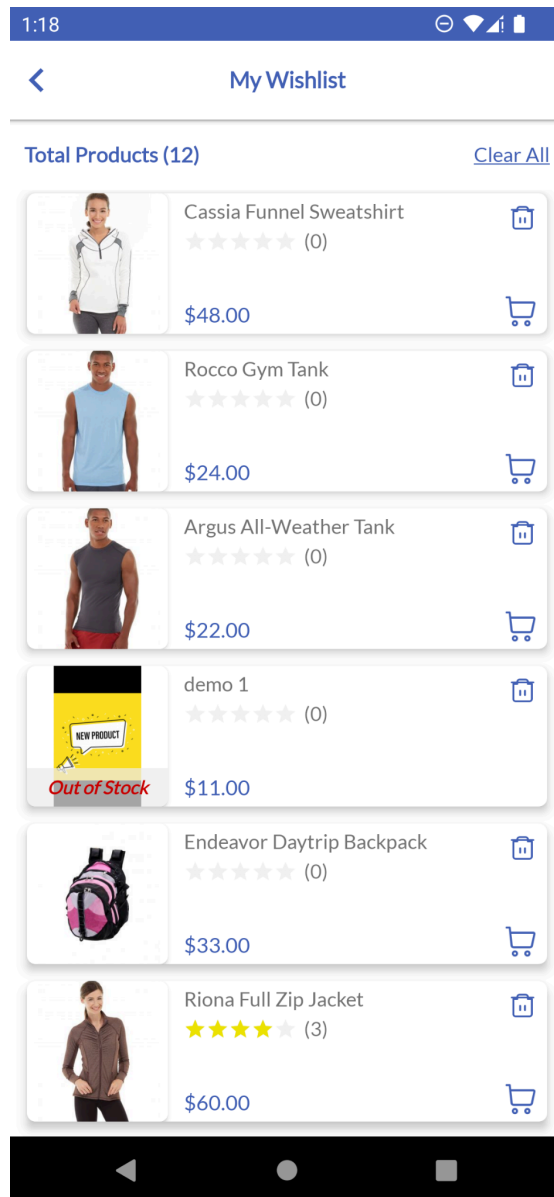 1:18
My Wishlist
Total Products (12)
Clear All
Cassia Funnel Sweatshirt
(0)
$48.00
Rocco Gym Tank
(0)
$24.00
Argus All-Weather Tank
(0)
$22.00
demo 1
(0)
NEW PRODUCT
Out of Stock
$11.00
Endeavor Daytrip Backpack
(0)
$33.00
Riona Full Zip Jacket
(3)
$60.00